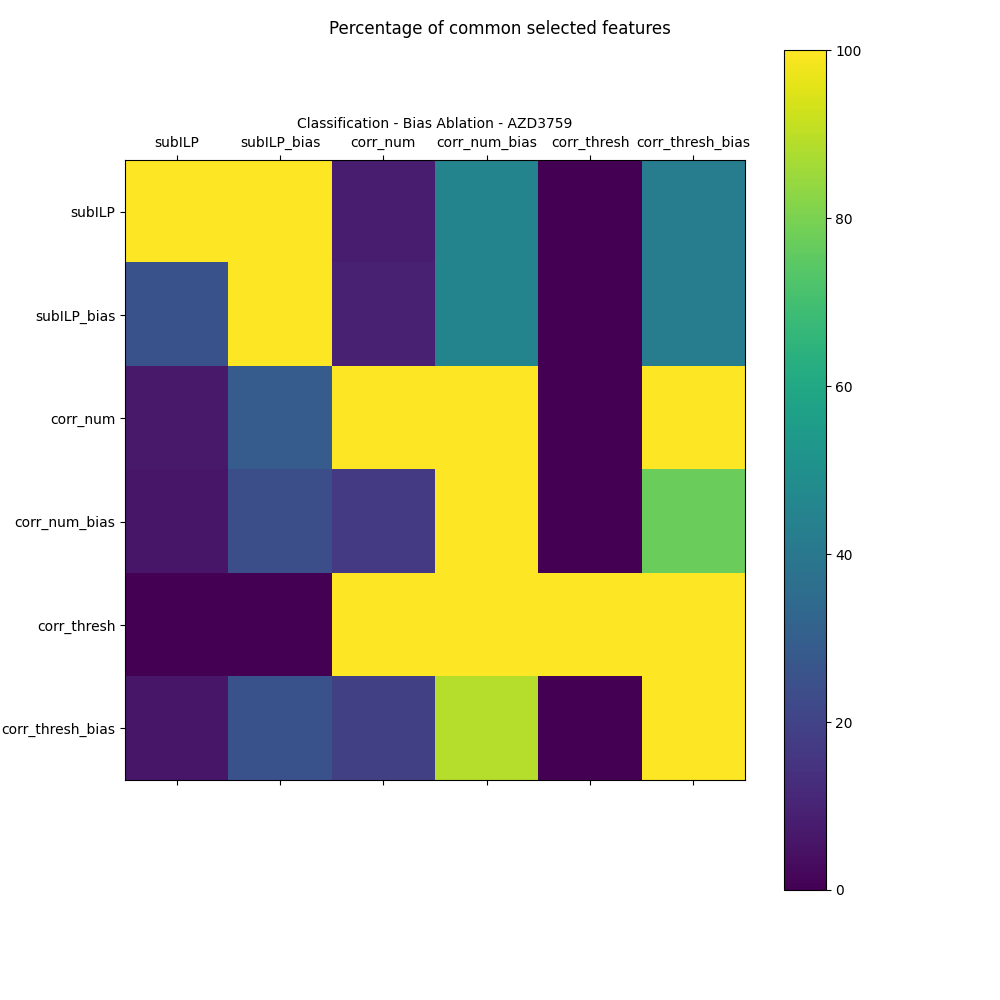 Percentage of common selected features
Classification - Bias Ablation - AZD3759
subILP subILP_bias corr_num corr_num_bias corr_thresh corr_thresh_bias
subILP
subILP_bias
corr_num
corr_num_bias
corr_thresh
corr_thresh_bias
100
80
60
40
20
0